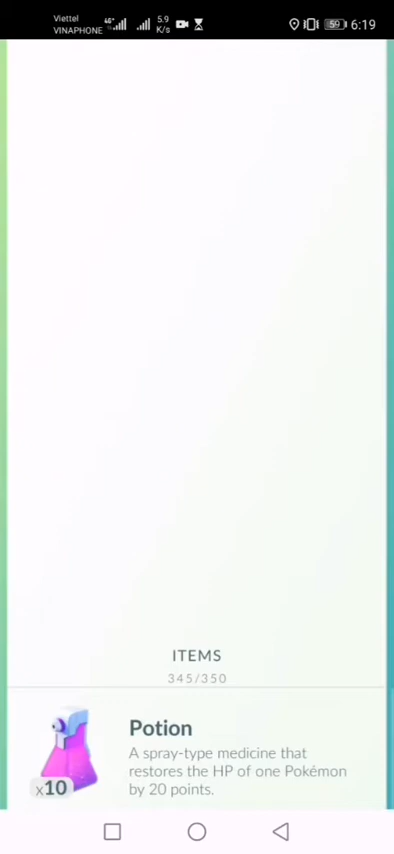 Viettel
VINAPHONE
4G+
5.9
K/s
59
6:19
ITEMS
345/350
Potion
A spray-type medicine that
restores the HP of one Pokémon
by 20 points.
x10